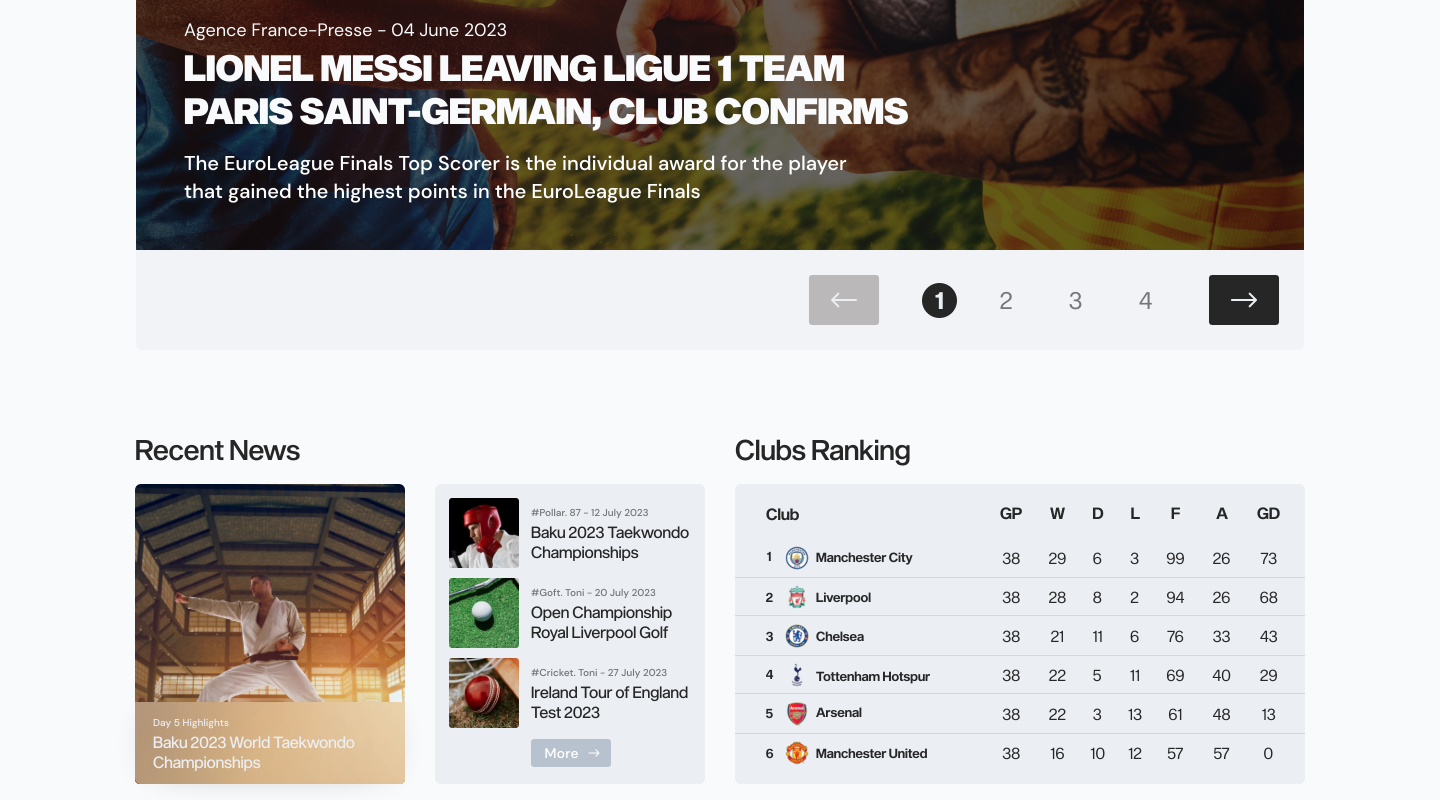 Agence France-Presse - 04 June 2023
LIONEL MESSI LEAVING LIGUE 1 TEAM
PARIS SAINT-GERMAIN, CLUB CONFIRMS
The EuroLeague Finals Top Scorer is the individual award for the player
that gained the highest points in the EuroLeague Finals
1 2 3 4
Recent News
Day 5 Highlights
Baku 2023 World Taekwondo
Championships
#Pollar. 87 - 12 July 2023
Baku 2023 Taekwondo
Championships
#Goft. Toni - 20 July 2023
Open Championship
Royal Liverpool Golf
#Cricket. Toni - 27 July 2023
Ireland Tour of England
Test 2023
More
Clubs Ranking
Club GP W D L F A GD
1 Manchester City 38 29 6 3 99 26 73
2 Liverpool 38 28 8 2 94 26 68
3 Chelsea 38 21 11 6 76 33 43
4 Tottenham Hotspur 38 22 5 11 69 40 29
5 Arsenal 38 22 3 13 61 48 13
6 Manchester United 38 16 10 12 57 57 0